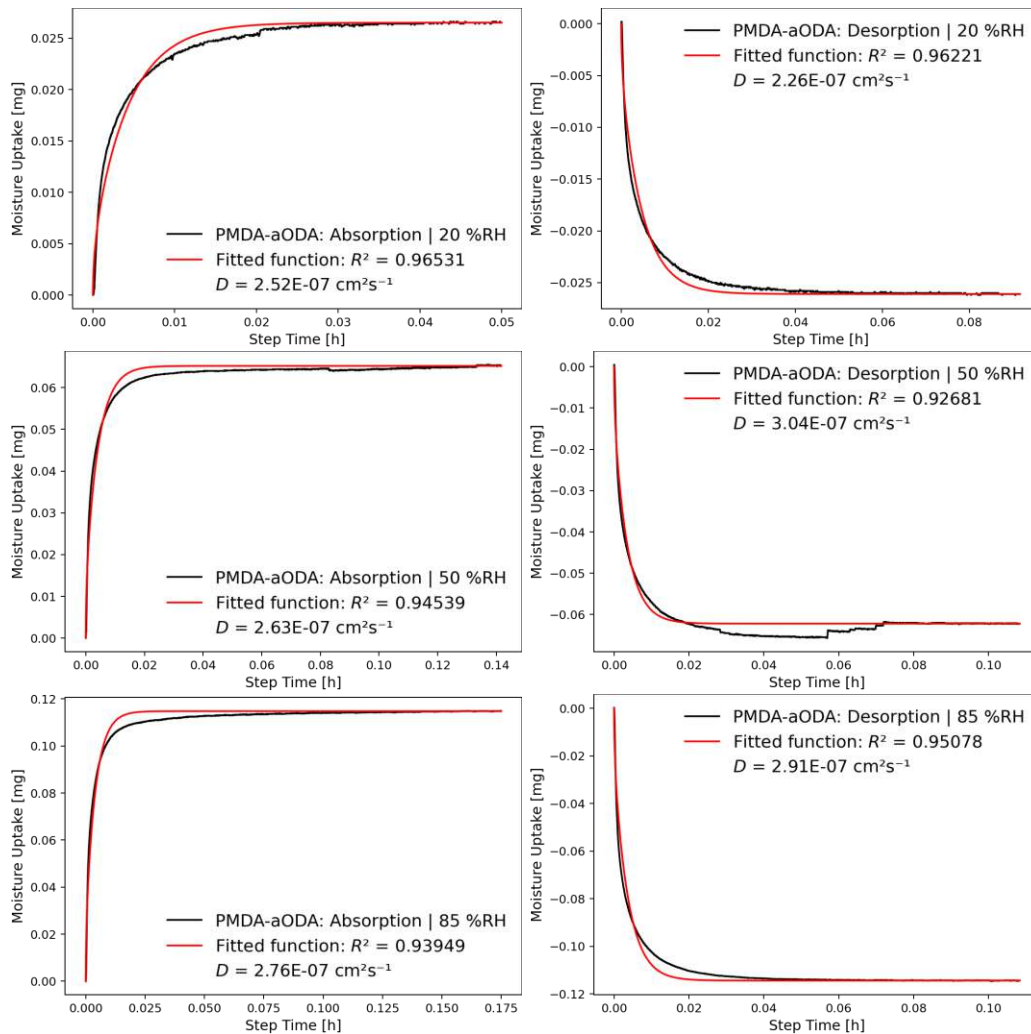 Moisture Uptake [mg]
0.025
0.020
0.015
0.010
0.005
0.000
PMDA-aODA: Absorption | 20 %RH
Fitted function: R² = 0.96531
D = 2.52E-07 cm²s⁻¹
0.00 0.01 0.02 0.03 0.04 0.05
Step Time [h]
Moisture Uptake [mg]
0.000
−0.005
−0.010
−0.015
−0.020
−0.025
PMDA-aODA: Desorption | 20 %RH
Fitted function: R² = 0.96221
D = 2.26E-07 cm²s⁻¹
0.00 0.02 0.04 0.06 0.08
Step Time [h]
Moisture Uptake [mg]
0.06
0.05
0.04
0.03
0.02
0.01
0.00
PMDA-aODA: Absorption | 50 %RH
Fitted function: R² = 0.94539
D = 2.63E-07 cm²s⁻¹
0.00 0.02 0.04 0.06 0.08 0.10 0.12 0.14
Step Time [h]
Moisture Uptake [mg]
0.00
−0.01
−0.02
−0.03
−0.04
−0.05
−0.06
PMDA-aODA: Desorption | 50 %RH
Fitted function: R² = 0.92681
D = 3.04E-07 cm²s⁻¹
0.00 0.02 0.04 0.06 0.08 0.10
Step Time [h]
Moisture Uptake [mg]
0.12
0.10
0.08
0.06
0.04
0.02
0.00
PMDA-aODA: Absorption | 85 %RH
Fitted function: R² = 0.93949
D = 2.76E-07 cm²s⁻¹
0.000 0.025 0.050 0.075 0.100 0.125 0.150 0.175
Step Time [h]
Moisture Uptake [mg]
0.00
−0.02
−0.04
−0.06
−0.08
−0.10
−0.12
PMDA-aODA: Desorption | 85 %RH
Fitted function: R² = 0.95078
D = 2.91E-07 cm²s⁻¹
0.00 0.02 0.04 0.06 0.08 0.10
Step Time [h]